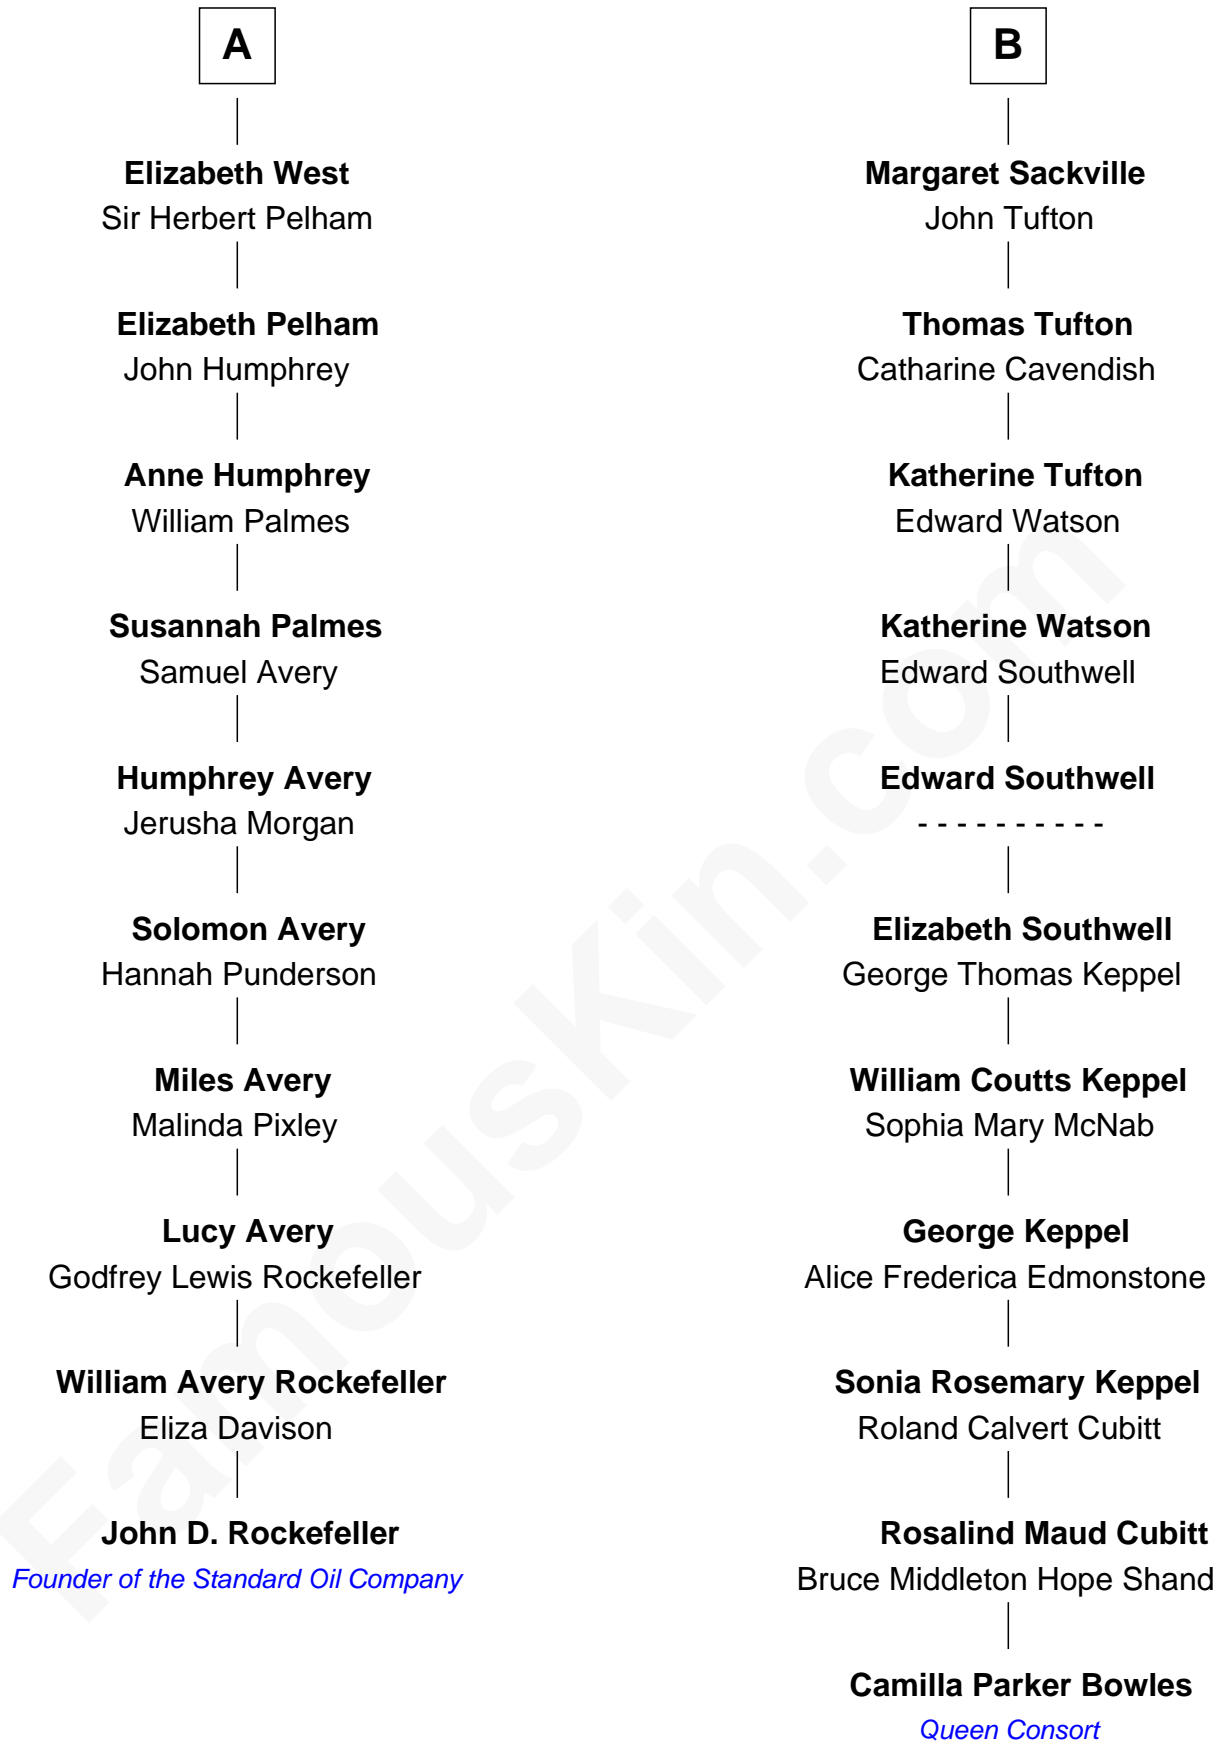 A
Elizabeth West
Sir Herbert Pelham
Elizabeth Pelham
John Humphrey
Anne Humphrey
William Palmes
Susannah Palmes
Samuel Avery
Humphrey Avery
Jerusha Morgan
Solomon Avery
Hannah Punderson
Miles Avery
Malinda Pixley
Lucy Avery
Godfrey Lewis Rockefeller
William Avery Rockefeller
Eliza Davison
John D. Rockefeller
Founder of the Standard Oil Company
B
Margaret Sackville
John Tufton
Thomas Tufton
Catharine Cavendish
Katherine Tufton
Edward Watson
Katherine Watson
Edward Southwell
Edward Southwell
- - - - - - - - - -
Elizabeth Southwell
George Thomas Keppel
William Coutts Keppel
Sophia Mary McNab
George Keppel
Alice Frederica Edmonstone
Sonia Rosemary Keppel
Roland Calvert Cubitt
Rosalind Maud Cubitt
Bruce Middleton Hope Shand
Camilla Parker Bowles
Queen Consort
FamousKin.com